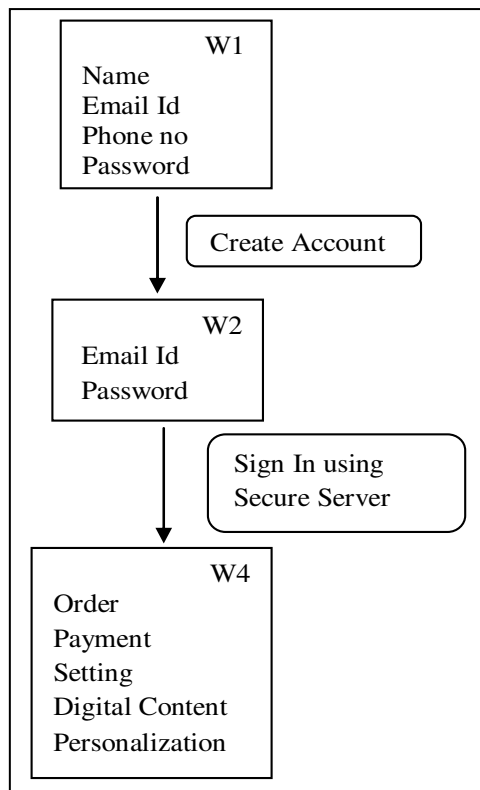 W1
Name
Email Id
Phone no
Password
Create Account
W2
Email Id
Password
Sign In using
Secure Server
W4
Order
Payment
Setting
Digital Content
Personalization